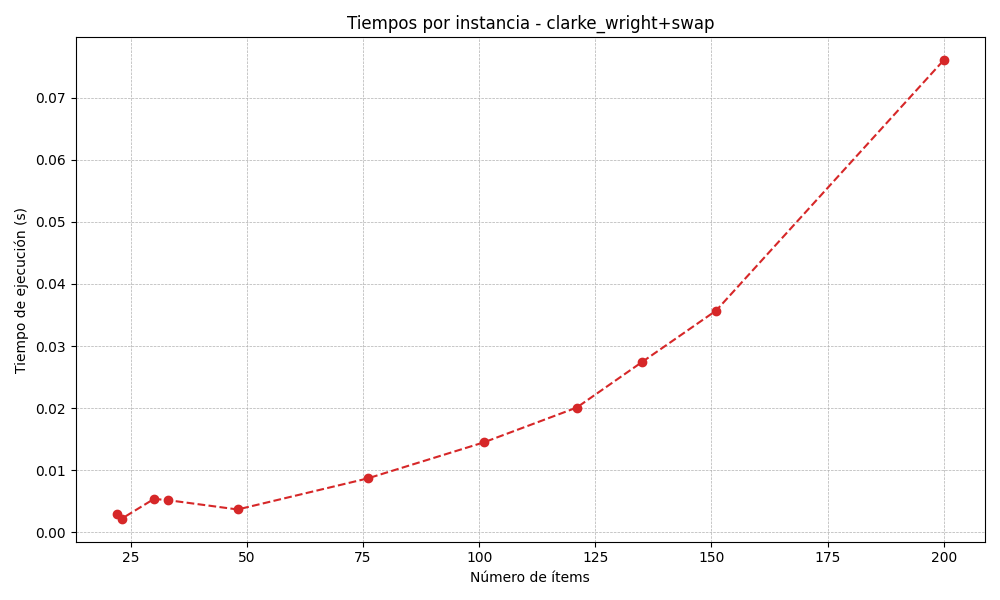 Tiempos por instancia - clarke_wright+swap
Tiempo de ejecución (s)
0.07
0.06
0.05
0.04
0.03
0.02
0.01
0.00
25 50 75 100 125 150 175 200
Número de ítems